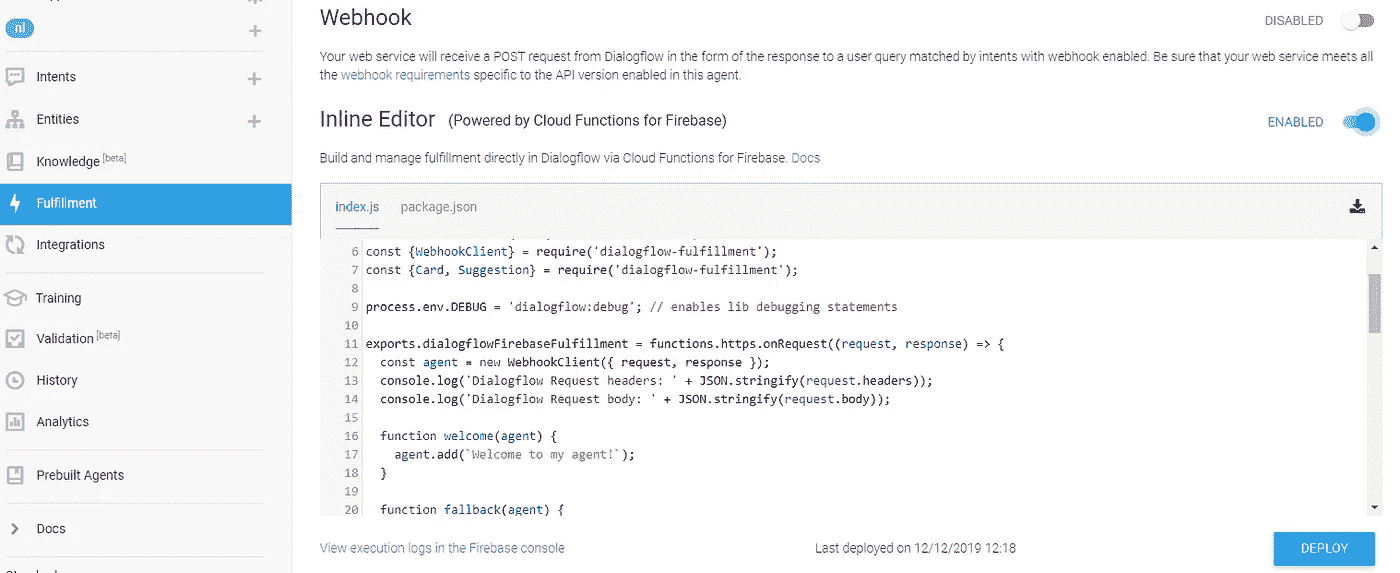 nl
Intents
Entities
Knowledge [beta]
Fulfillment
Integrations
Training
Validation [beta]
History
Analytics
Prebuilt Agents
Docs
Webhook
DISABLED
Your web service will receive a POST request from Dialogflow in the form of the response to a user query matched by intents with webhook enabled. Be sure that your web service meets all
the webhook requirements specific to the API version enabled in this agent.
Inline Editor (Powered by Cloud Functions for Firebase)
ENABLED
Build and manage fulfillment directly in Dialogflow via Cloud Functions for Firebase. Docs
index.js package.json
6 const {WebhookClient} = require('dialogflow-fulfillment');
7 const {Card, Suggestion} = require('dialogflow-fulfillment');
8
9 process.env.DEBUG = 'dialogflow:debug'; // enables lib debugging statements
10
11 exports.dialogflowFirebaseFulfillment = functions.https.onRequest((request, response) => {
12 const agent = new WebhookClient({ request, response });
13 console.log('Dialogflow Request headers: ' + JSON.stringify(request.headers));
14 console.log('Dialogflow Request body: ' + JSON.stringify(request.body));
15
16 function welcome(agent) {
17 agent.add(`Welcome to my agent!`);
18 }
19
20 function fallback(agent) {
View execution logs in the Firebase console
Last deployed on 12/12/2019 12:18
DEPLOY